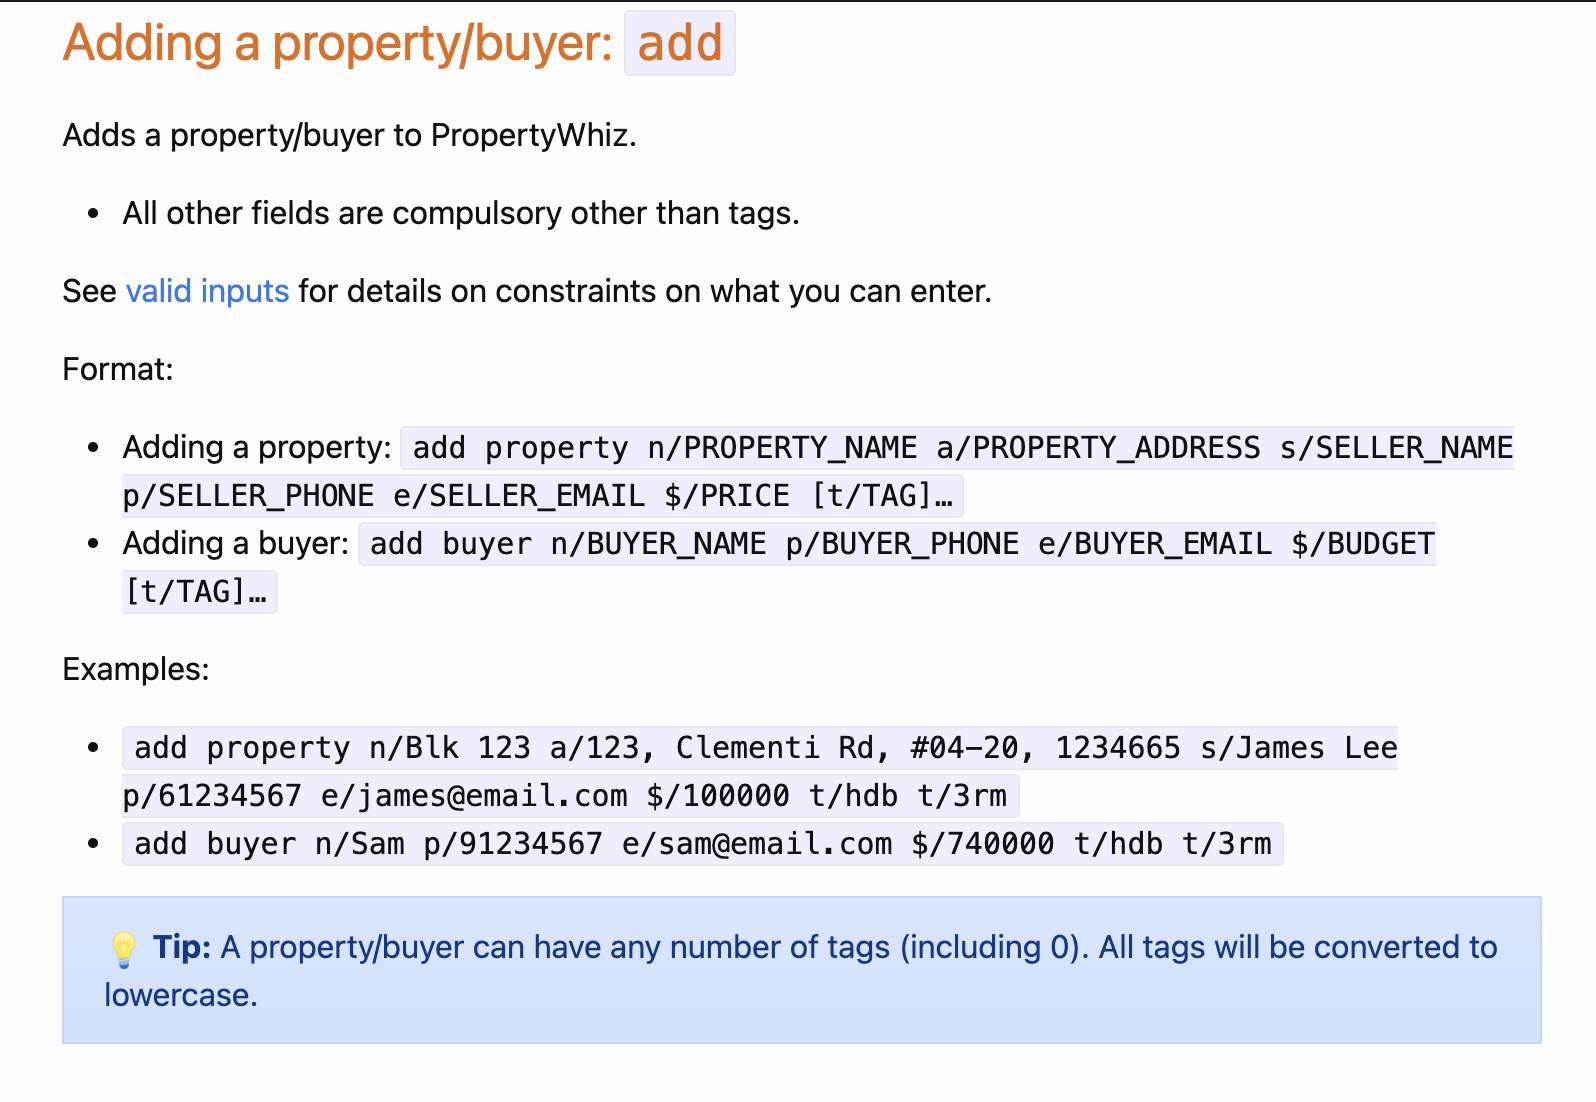 Adding a property/buyer: add
Adds a property/buyer to PropertyWhiz.
• All other fields are compulsory other than tags.
See valid inputs for details on constraints on what you can enter.
Format:
• Adding a property: add property n/PROPERTY_NAME a/PROPERTY_ADDRESS s/SELLER_NAME
p/SELLER_PHONE e/SELLER_EMAIL $/PRICE [t/TAG]…
• Adding a buyer: add buyer n/BUYER_NAME p/BUYER_PHONE e/BUYER_EMAIL $/BUDGET
[t/TAG]…
Examples:
• add property n/Blk 123 a/123, Clementi Rd, #04-20, 1234665 s/James Lee
p/61234567 e/james@email.com $/100000 t/hdb t/3rm
• add buyer n/Sam p/91234567 e/sam@email.com $/740000 t/hdb t/3rm
💡 Tip: A property/buyer can have any number of tags (including 0). All tags will be converted to
lowercase.